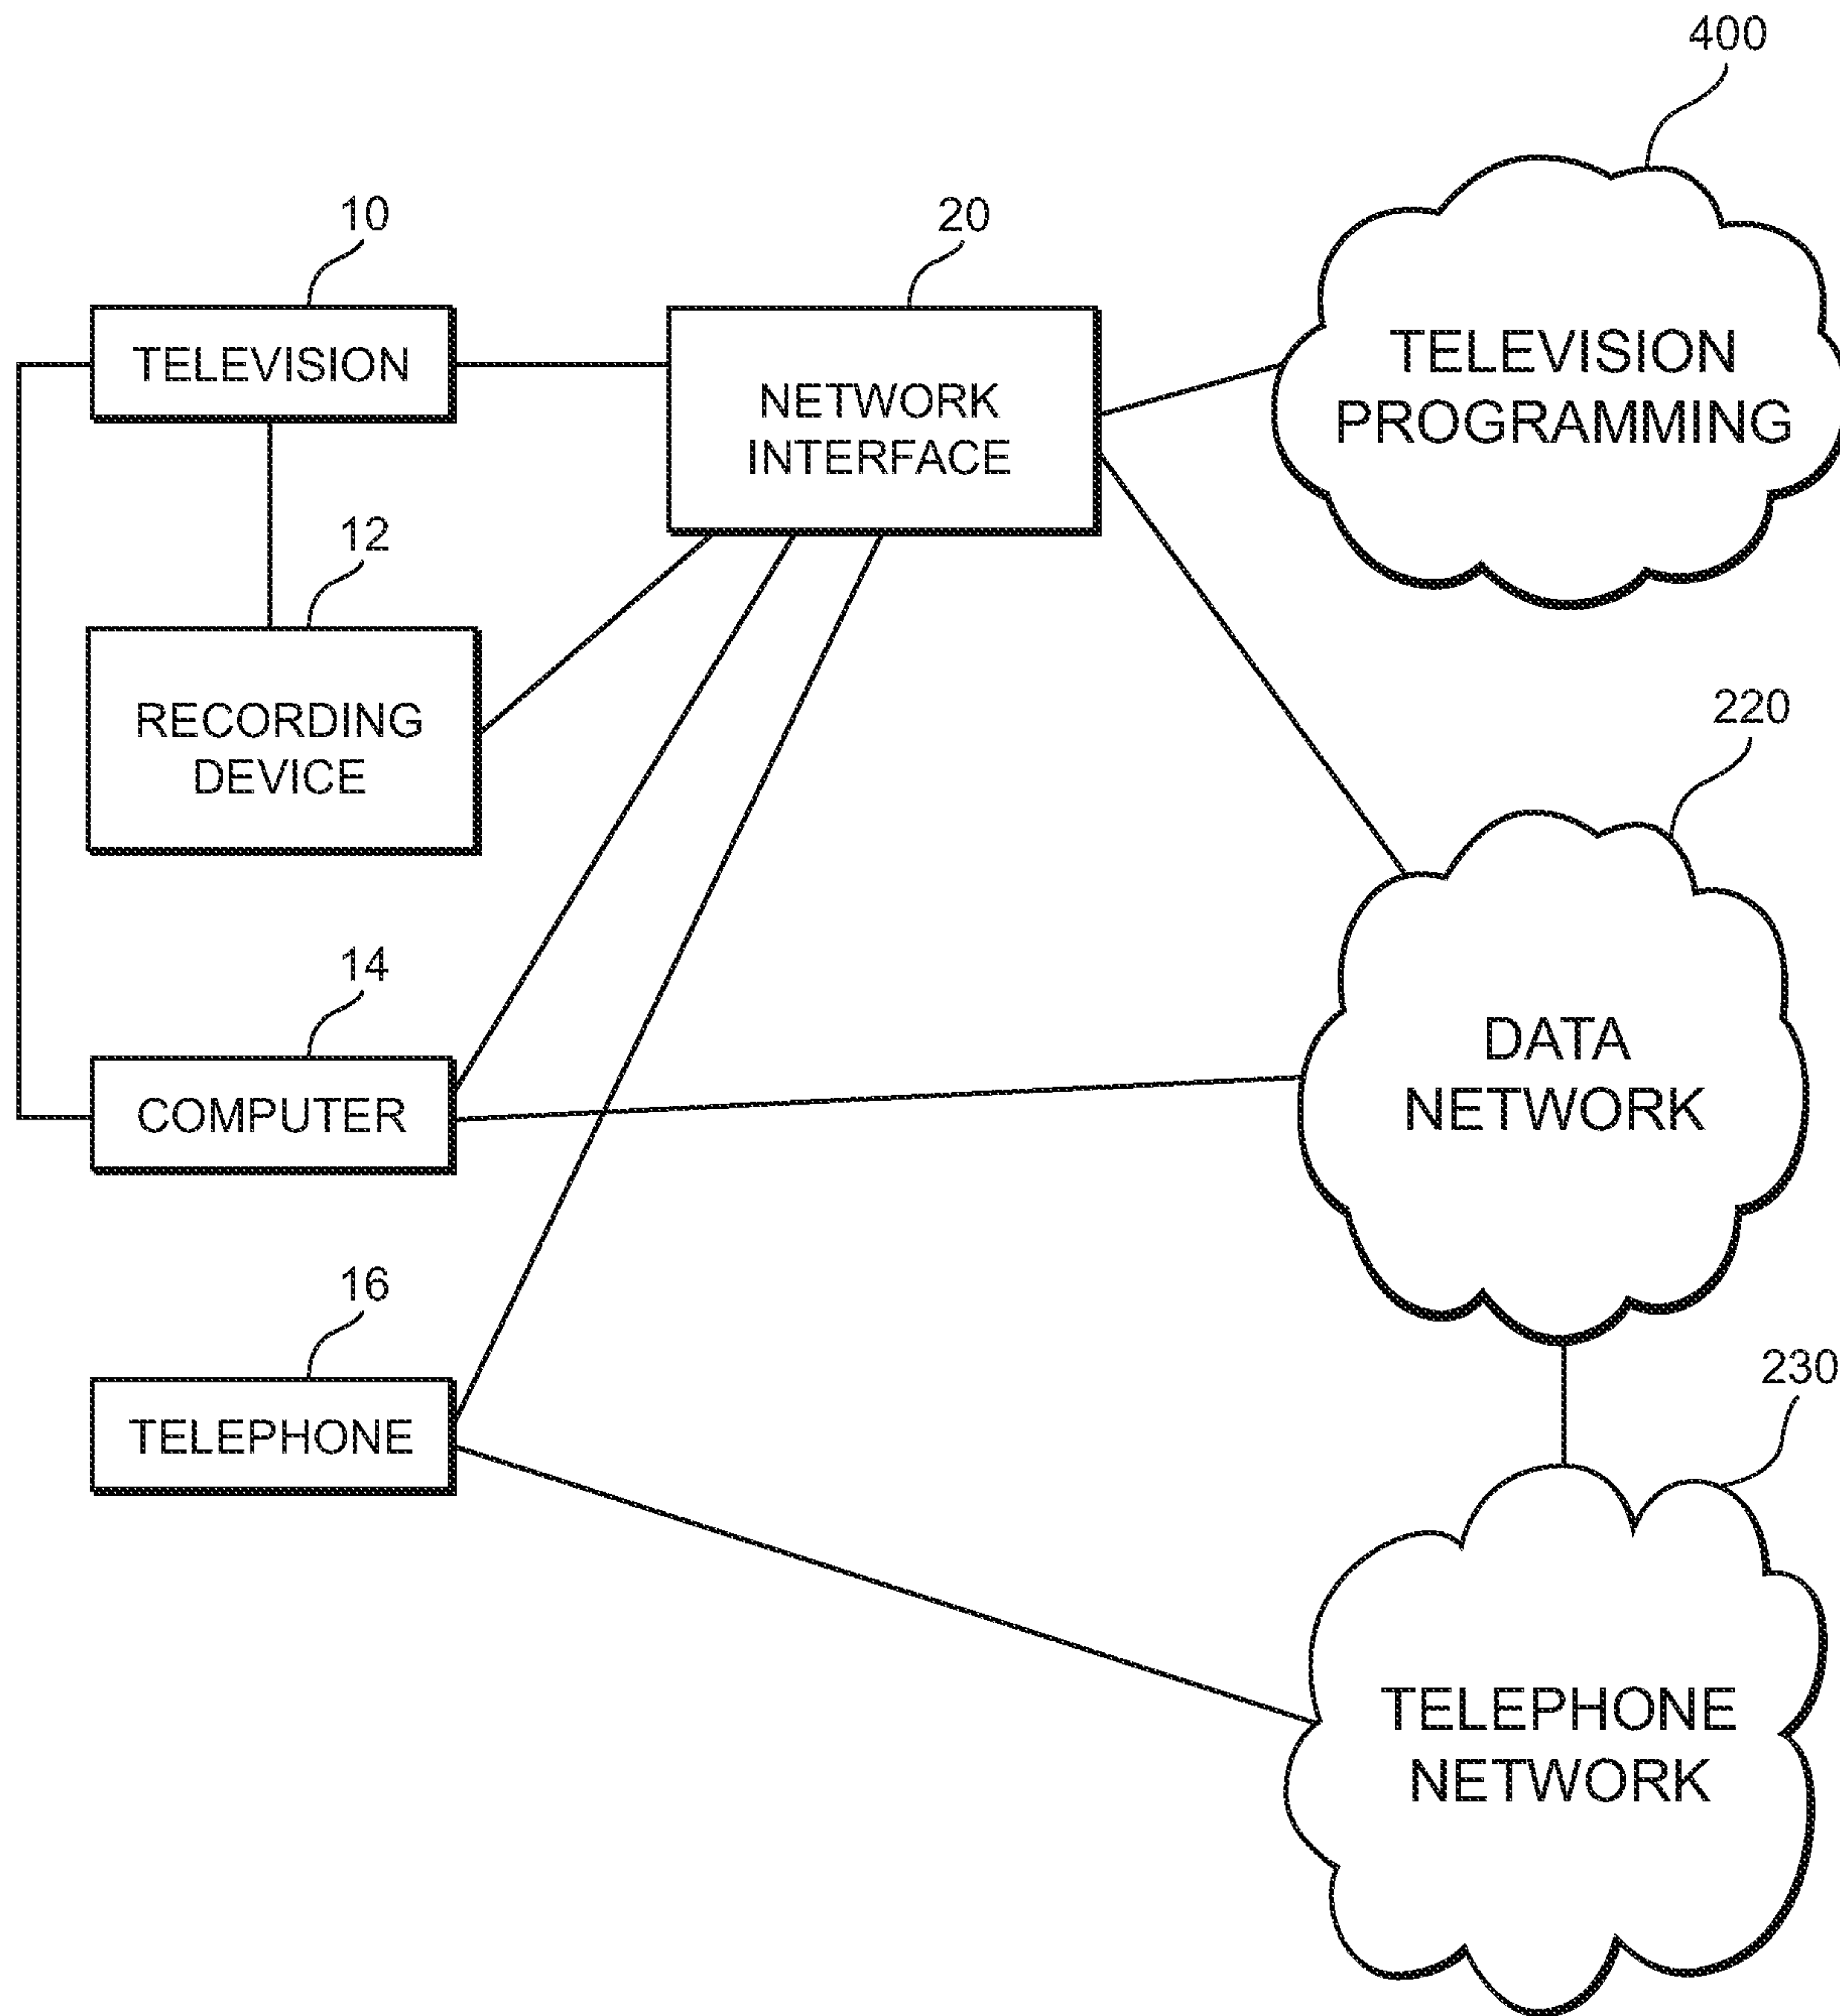 400
10
20
TELEVISION
NETWORK
INTERFACE
TELEVISION
PROGRAMMING
12
RECORDING
DEVICE
220
14
COMPUTER
DATA
NETWORK
16
TELEPHONE
230
TELEPHONE
NETWORK